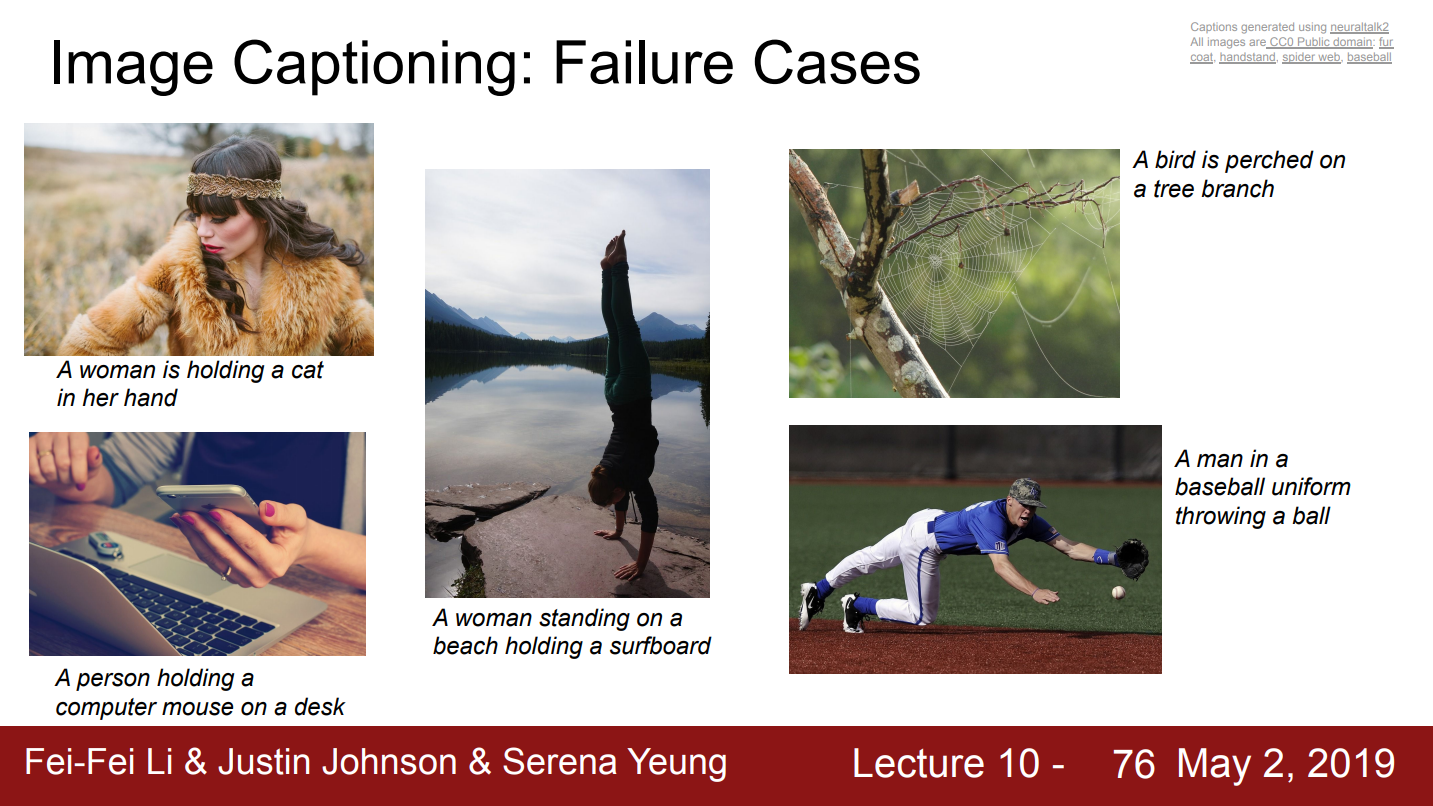 Image Captioning: Failure Cases
Captions generated using neuraltalk2
All images are CC0 Public domain: fur
coat, handstand, spider web, baseball
A woman is holding a cat
in her hand
A person holding a
computer mouse on a desk
A woman standing on a
beach holding a surfboard
A bird is perched on
a tree branch
A man in a
baseball uniform
throwing a ball
Fei-Fei Li & Justin Johnson & Serena Yeung
Lecture 10 - 76 May 2, 2019